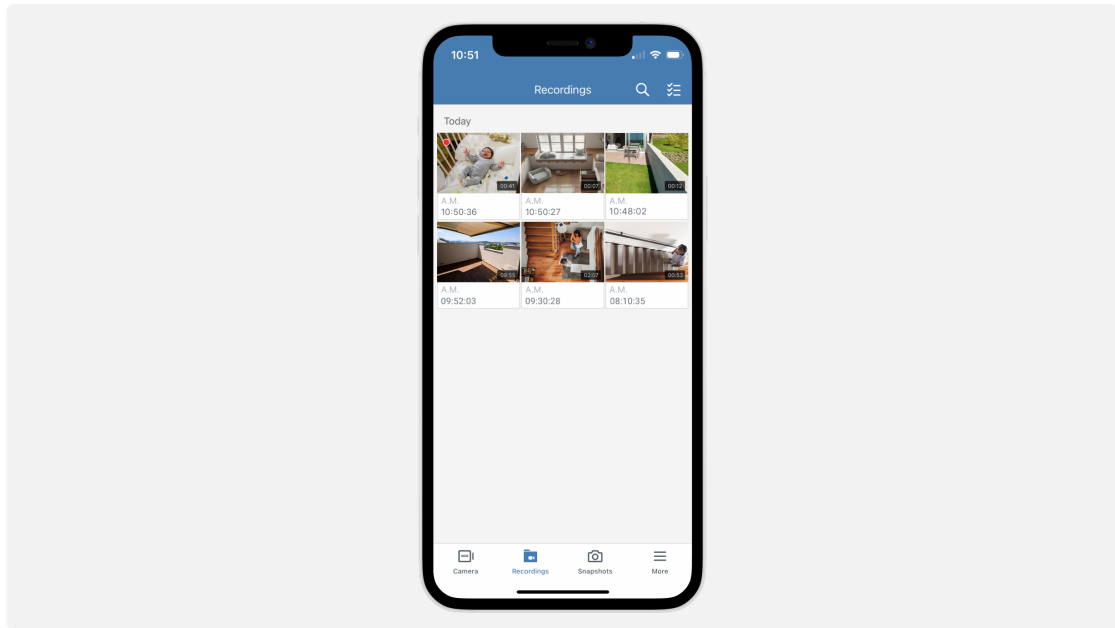 10:51
Recordings
Today
00:41 00:07 00:12
A.M. A.M. A.M.
10:50:36 10:50:27 10:48:02
09:55 02:07 00:53
A.M. A.M. A.M.
09:52:03 09:30:28 08:10:35
Camera Recordings Snapshots More